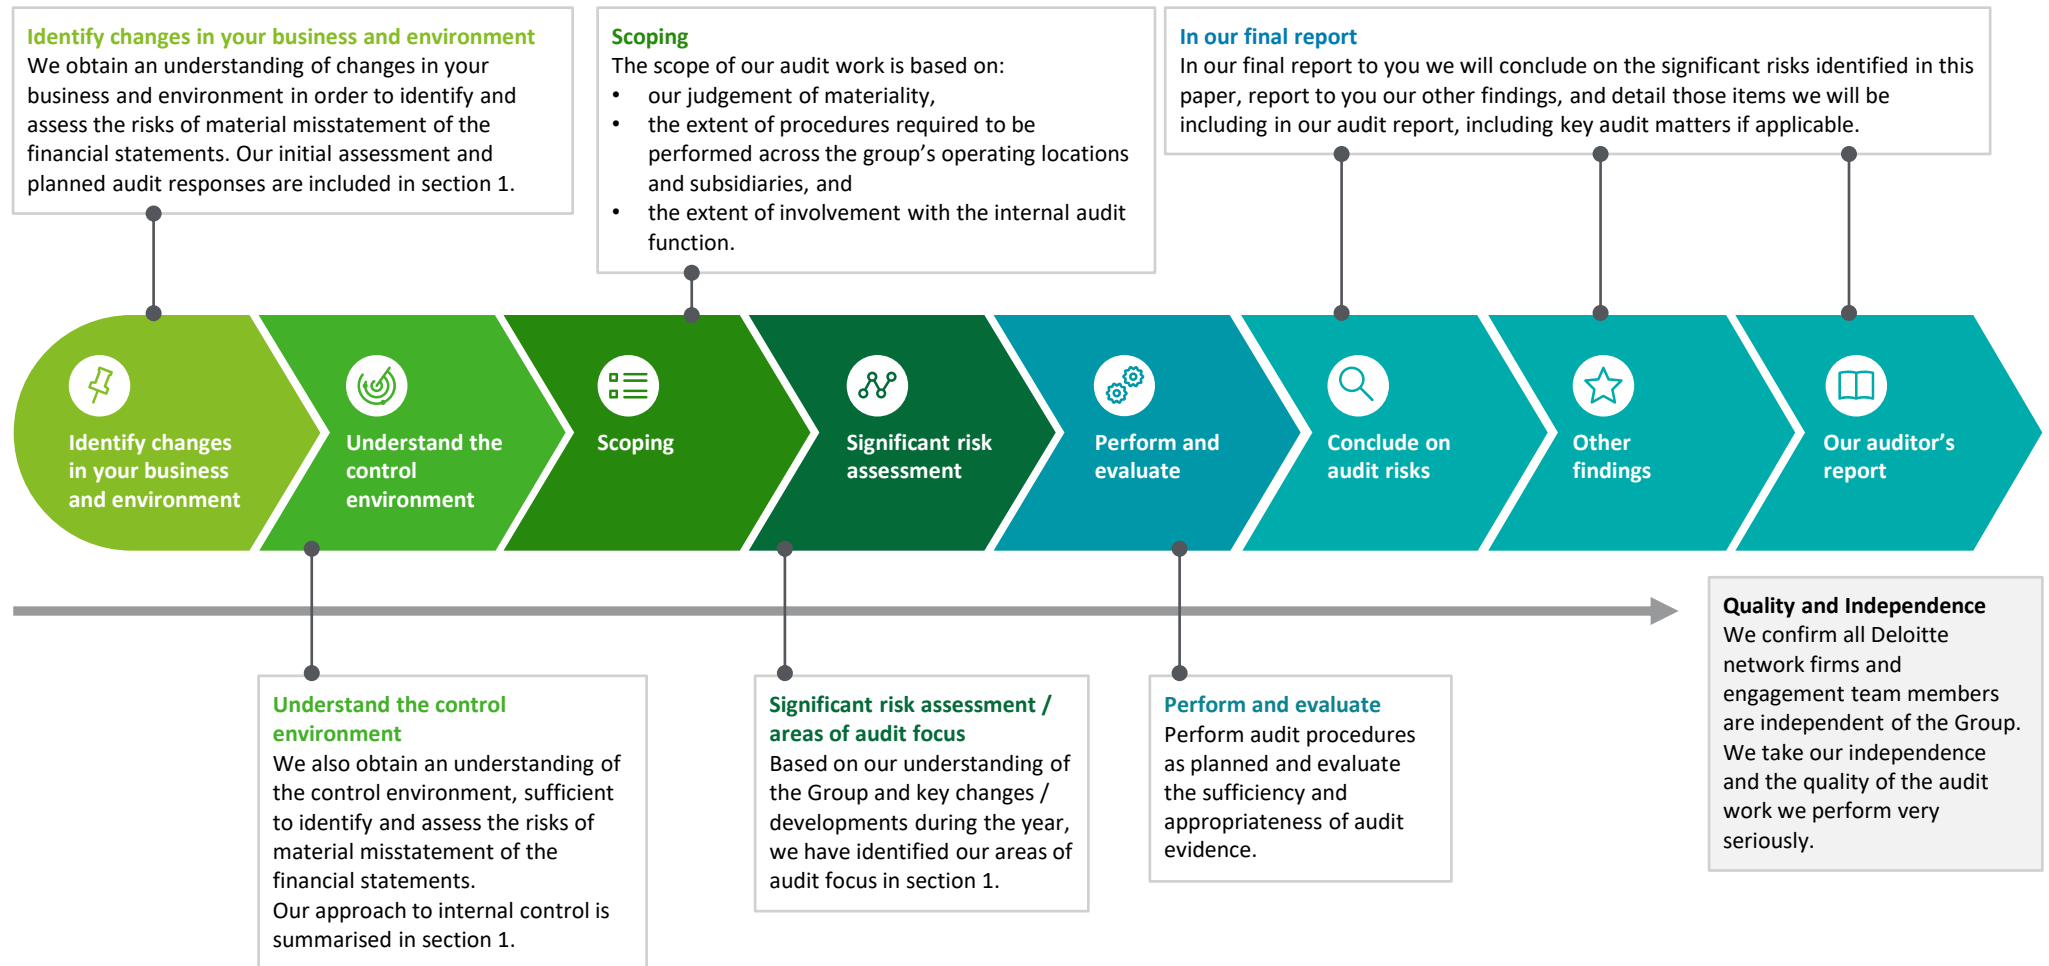 Identify changes in your business and environment
We obtain an understanding of changes in your
business and environment in order to identify and
assess the risks of material misstatement of the
financial statements. Our initial assessment and
planned audit responses are included in section 1.
Scoping
The scope of our audit work is based on:
• our judgement of materiality,
• the extent of procedures required to be
performed across the group’s operating locations
and subsidiaries, and
• the extent of involvement with the internal audit
function.
In our final report
In our final report to you we will conclude on the significant risks identified in this
paper, report to you our other findings, and detail those items we will be
including in our audit report, including key audit matters if applicable.
Identify changes
in your business
and environment
Understand the
control
environment
Scoping
Significant risk
assessment
Perform and
evaluate
Conclude on
audit risks
Other
findings
Our auditor’s
report
Understand the control
environment
We also obtain an understanding of
the control environment, sufficient
to identify and assess the risks of
material misstatement of the
financial statements.
Our approach to internal control is
summarised in section 1.
Significant risk assessment /
areas of audit focus
Based on our understanding of
the Group and key changes /
developments during the year,
we have identified our areas of
audit focus in section 1.
Perform and evaluate
Perform audit procedures
as planned and evaluate
the sufficiency and
appropriateness of audit
evidence.
Quality and Independence
We confirm all Deloitte
network firms and
engagement team members
are independent of the Group.
We take our independence
and the quality of the audit
work we perform very
seriously.